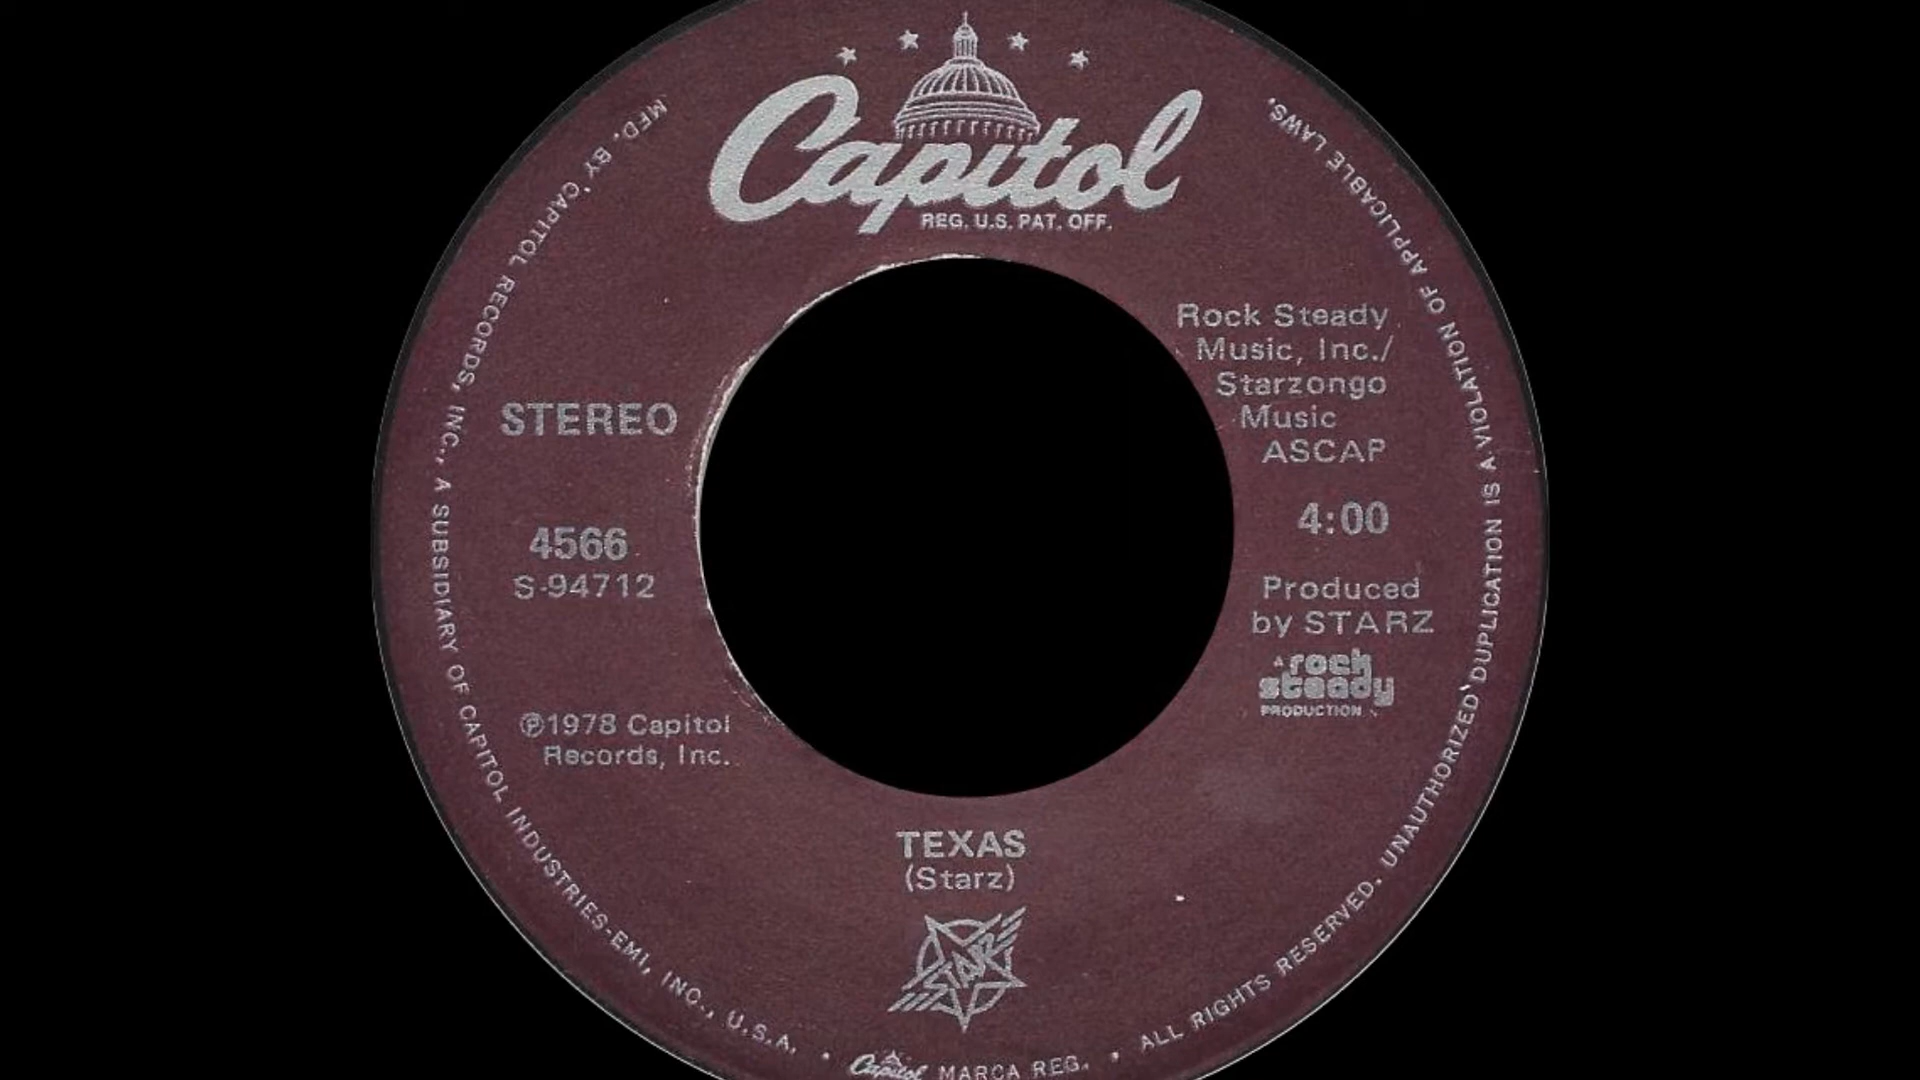 Capitol
REG. U.S. PAT. OFF.
Rock Steady
Music, Inc./
Starzongo
Music
ASCAP
STEREO
4:00
4566
S-94712
Produced
by STARZ
A rock
steady
PRODUCTION
℗1978 Capitol
Records, Inc.
TEXAS
(Starz)
STARZ
MFD. BY CAPITOL RECORDS, INC., A SUBSIDIARY OF CAPITOL INDUSTRIES-EMI, INC., U.S.A. • Capitol MARCA REG. • ALL RIGHTS RESERVED. UNAUTHORIZED DUPLICATION IS A VIOLATION OF APPLICABLE LAWS.